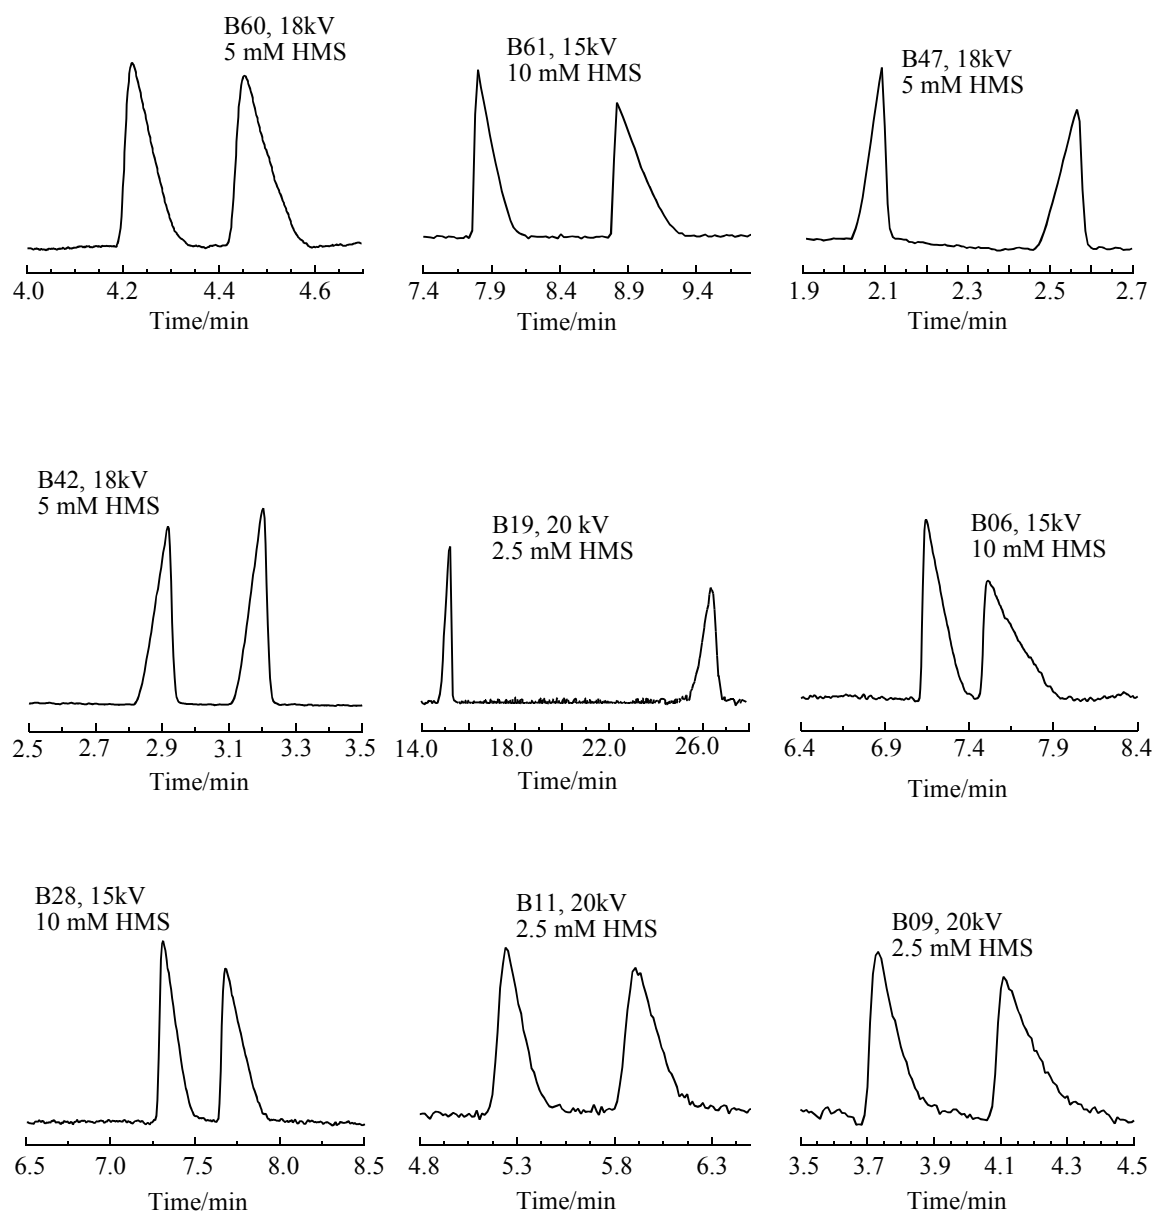 B60, 18kV
5 mM HMS
4.0 4.2 4.4 4.6
Time/min
B61, 15kV
10 mM HMS
7.4 7.9 8.4 8.9 9.4
Time/min
B47, 18kV
5 mM HMS
1.9 2.1 2.3 2.5 2.7
Time/min
B42, 18kV
5 mM HMS
2.5 2.7 2.9 3.1 3.3 3.5
Time/min
B19, 20 kV
2.5 mM HMS
14.0 18.0 22.0 26.0
Time/min
B06, 15kV
10 mM HMS
6.4 6.9 7.4 7.9 8.4
Time/min
B28, 15kV
10 mM HMS
6.5 7.0 7.5 8.0 8.5
Time/min
B11, 20kV
2.5 mM HMS
4.8 5.3 5.8 6.3
Time/min
B09, 20kV
2.5 mM HMS
3.5 3.7 3.9 4.1 4.3 4.5
Time/min